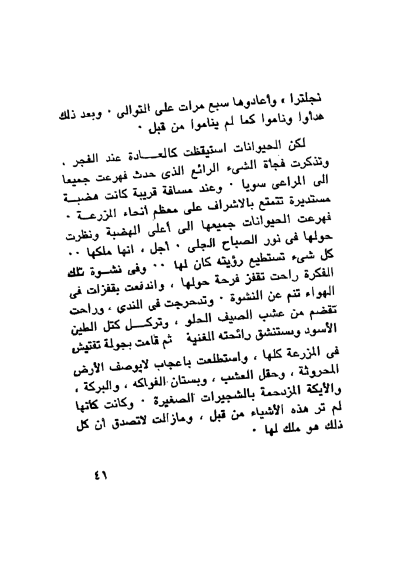 نجلترا ، وأعادوها سبع مرات على التوالى . وبعد ذلك
هدأوا وناموا كما لم يناموا من قبل .
لكن الحيوانات استيقظت كالعـــادة عند الفجر .
وتذكرت فجأة الشىء الرائع الذى حدث فهرعت جميعا
الى المراعى سويا . وعند مسافة قريبة كانت هضبـة
مستديرة تتمتع بالاشراف على معظم أنحاء المزرعـة .
فهرعت الحيوانات جميعها الى أعلى الهضبة ونظرت
حولها فى نور الصباح الجلى . أجل ، انها ملكها . .
كل شىء تستطيع رؤيته كان لها . . وفى نشـوة تلك
الفكرة راحت تقفز فرحة حولها ، واندفعت بقفزات فى
الهواء تنم عن النشوة . وتدحرجت فى الندى ، وراحت
تقضم من عشب الصيف الحلو ، وتركـل كتل الطين
الأسود وبستنشق رائحته الغنية ثم قامت بجولة تفتيش
فى المزرعة كلها ، واستطلعت باعجاب لايوصف الأرض
المحروثة ، وحقل العشب ، وبستان الفواكه ، والبركة ،
والأيكة المزدحمة بالشجيرات الصغيرة . وكانت كأنها
لم تر هذه الأشياء من قبل ، ومازالت لاتصدق أن كل
ذلك هو ملك لها .
٤١